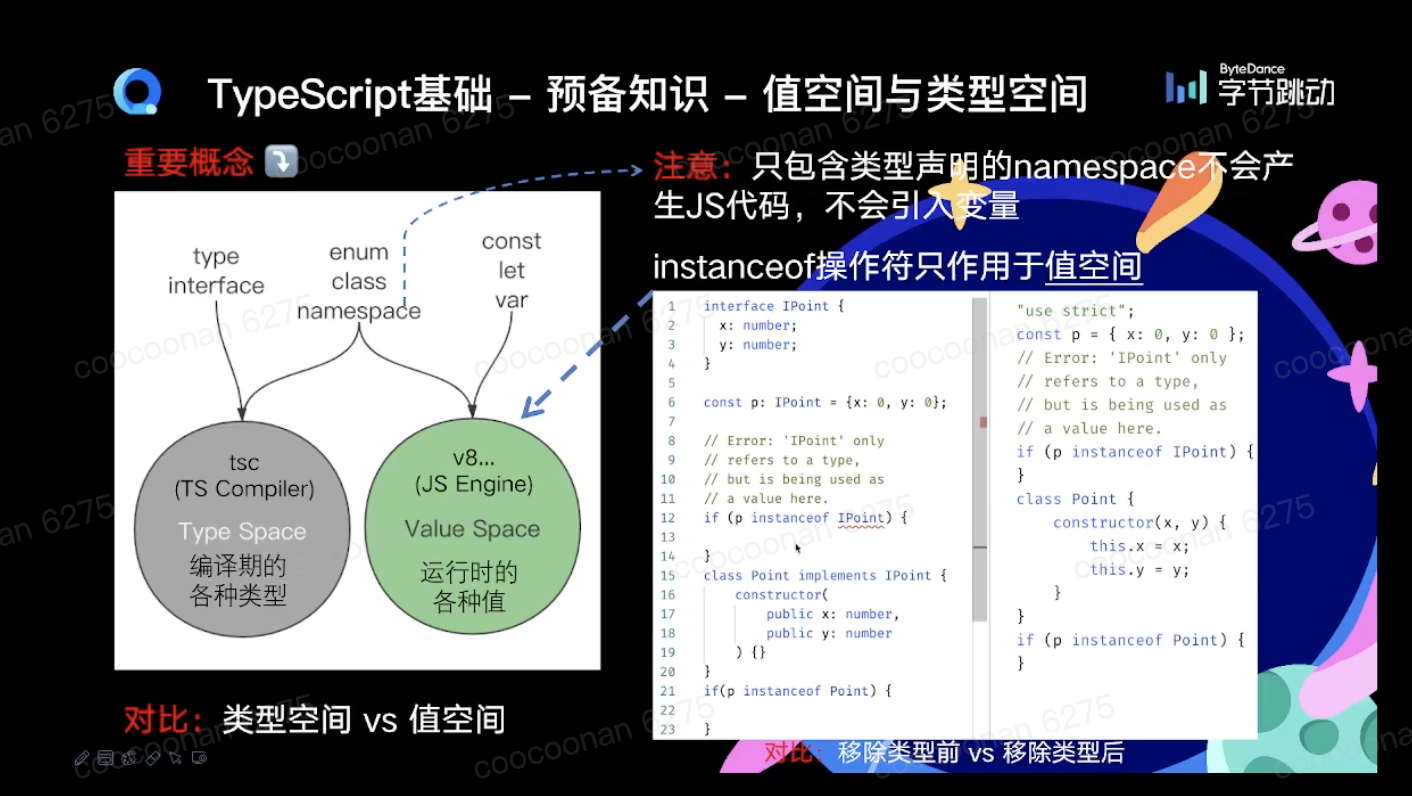 TypeScript基础 – 预备知识 – 值空间与类型空间
ByteDance
字节跳动
重要概念
type
interface
enum
class
namespace
const
let
var
tsc
(TS Compiler)
Type Space
编译期的
各种类型
v8...
(JS Engine)
Value Space
运行时的
各种值
对比：类型空间 vs 值空间
注意：只包含类型声明的namespace不会产
生JS代码，不会引入变量
instanceof操作符只作用于值空间
1 interface IPoint {
2 x: number;
3 y: number;
4 }
5
6 const p: IPoint = {x: 0, y: 0};
7
8 // Error: 'IPoint' only
9 // refers to a type,
10 // but is being used as
11 // a value here.
12 if (p instanceof IPoint) {
13
14 }
15 class Point implements IPoint {
16 constructor(
17 public x: number,
18 public y: number
19 ) {}
20 }
21 if(p instanceof Point) {
22
23 }
"use strict";
const p = { x: 0, y: 0 };
// Error: 'IPoint' only
// refers to a type,
// but is being used as
// a value here.
if (p instanceof IPoint) {
}
class Point {
constructor(x, y) {
this.x = x;
this.y = y;
}
}
if (p instanceof Point) {
}
对比：移除类型前 vs 移除类型后
coocoonan 6275